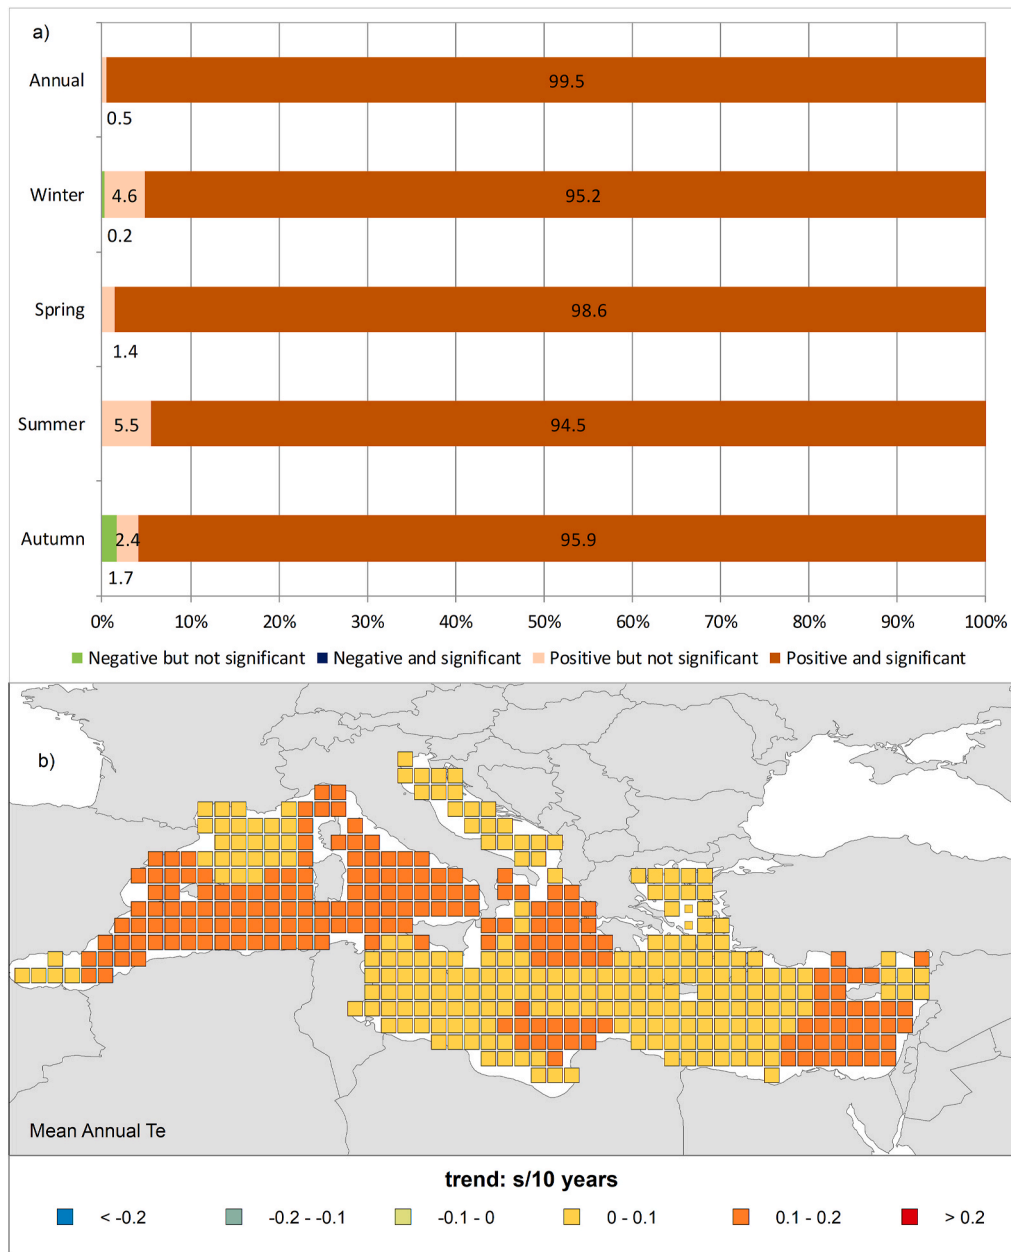 a)
Annual
99.5
0.5
Winter
4.6
95.2
0.2
Spring
98.6
1.4
Summer
5.5
94.5
Autumn
2.4
95.9
1.7
0% 10% 20% 30% 40% 50% 60% 70% 80% 90% 100%
Negative but not significant Negative and significant Positive but not significant Positive and significant
b)
Mean Annual Te
trend: s/10 years
< -0.2 -0.2 - -0.1 -0.1 - 0 0 - 0.1 0.1 - 0.2 > 0.2